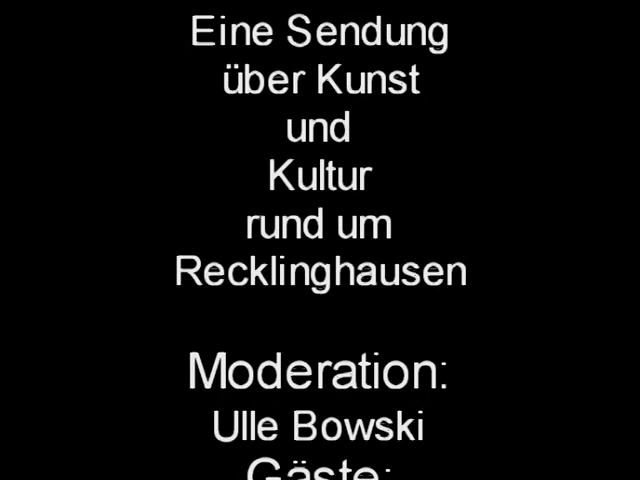 Eine Sendung
über Kunst
und
Kultur
rund um
Recklinghausen
Moderation:
Ulle Bowski
Gäste: